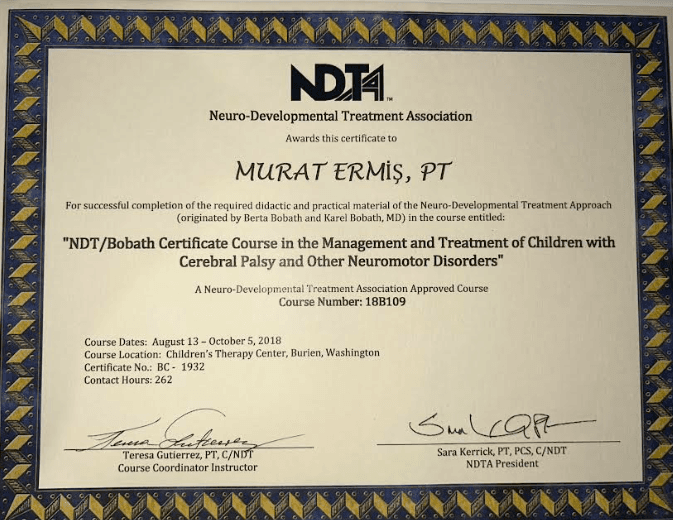 NDTA™
Neuro-Developmental Treatment Association
Awards this certificate to
MURAT ERMİŞ, PT
For successful completion of the required didactic and practical material of the Neuro-Developmental Treatment Approach
(originated by Berta Bobath and Karel Bobath, MD) in the course entitled:
"NDT/Bobath Certificate Course in the Management and Treatment of Children with
Cerebral Palsy and Other Neuromotor Disorders"
A Neuro-Developmental Treatment Association Approved Course
Course Number: 18B109
Course Dates: August 13 – October 5, 2018
Course Location: Children's Therapy Center, Burien, Washington
Certificate No.: BC - 1932
Contact Hours: 262
Teresa Gutierrez
Teresa Gutierrez, PT, C/NDT
Course Coordinator Instructor
Sara Kerrick, PT, PCS, C/NDT
NDTA President